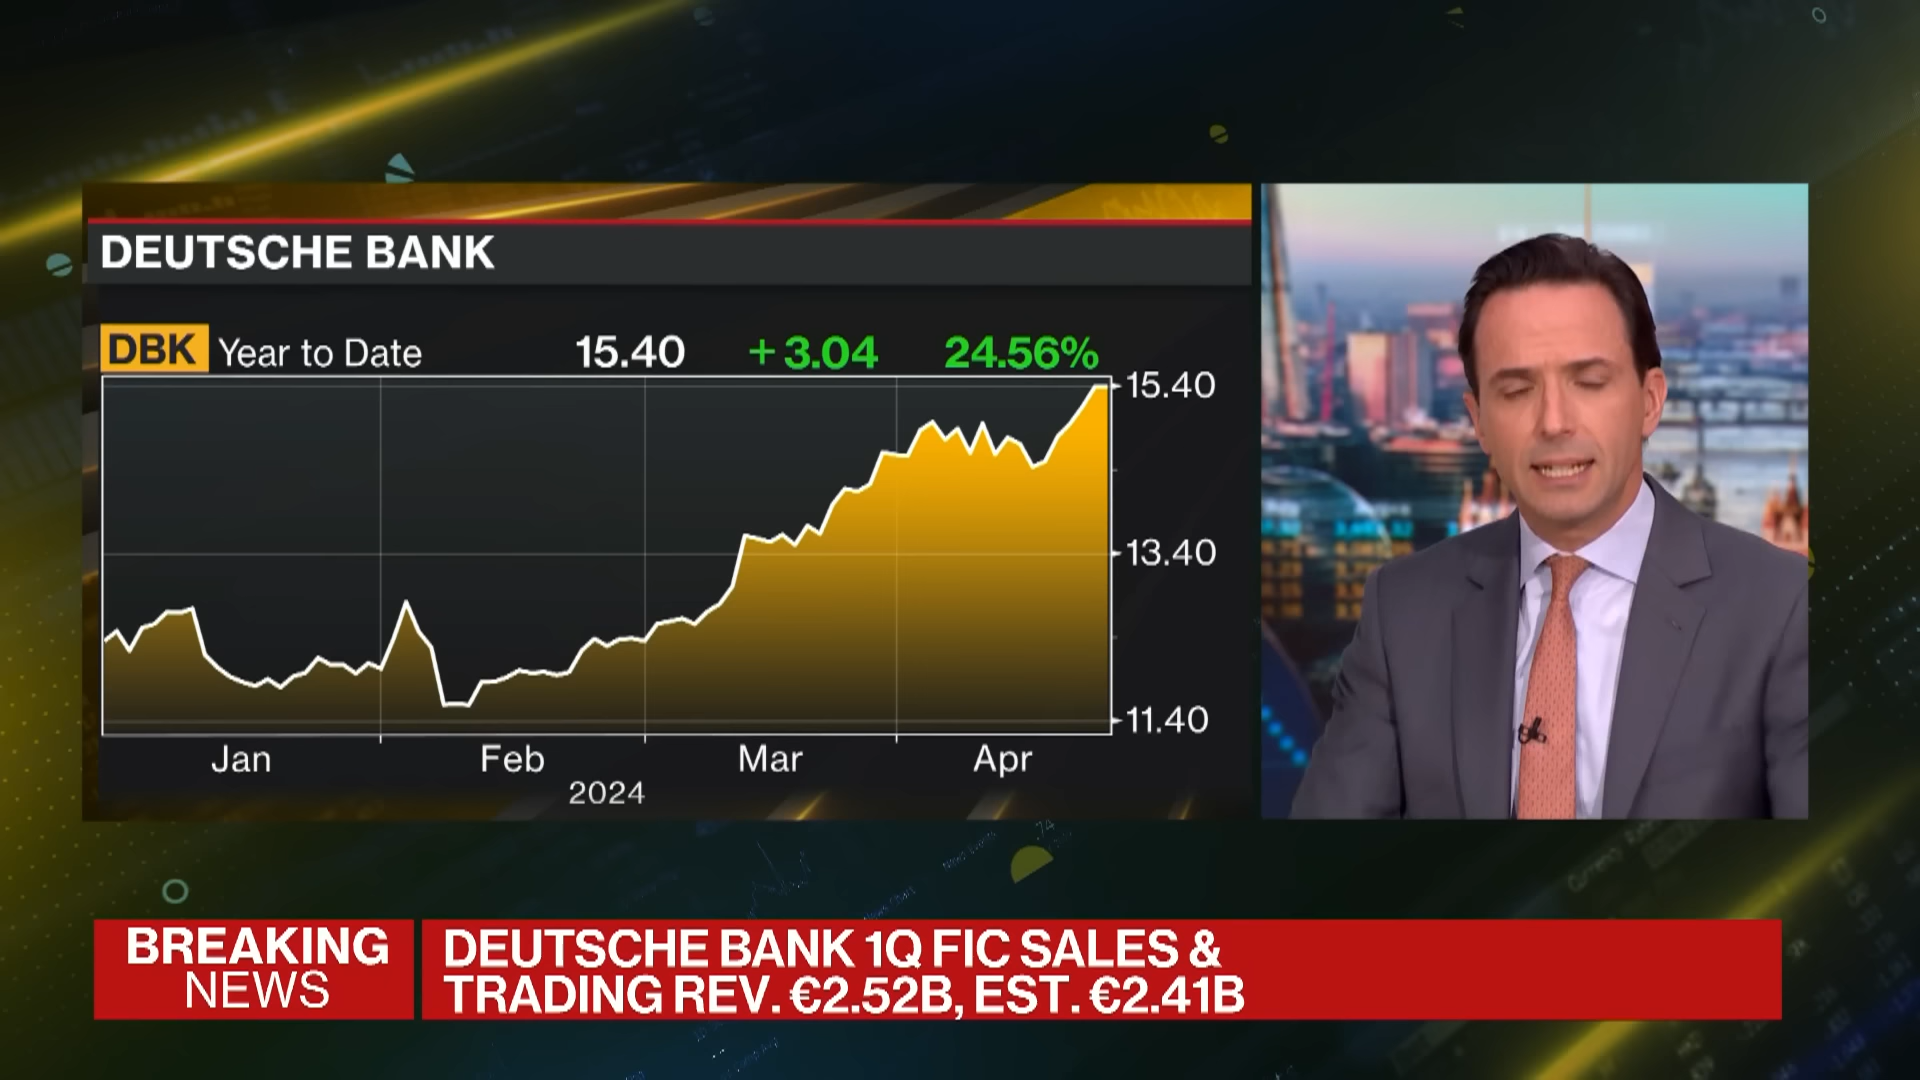 DEUTSCHE BANK
DBK Year to Date 15.40 +3.04 24.56%
15.40
13.40
11.40
Jan Feb Mar Apr
2024
BREAKING
NEWS
DEUTSCHE BANK 1Q FIC SALES &
TRADING REV. €2.52B, EST. €2.41B